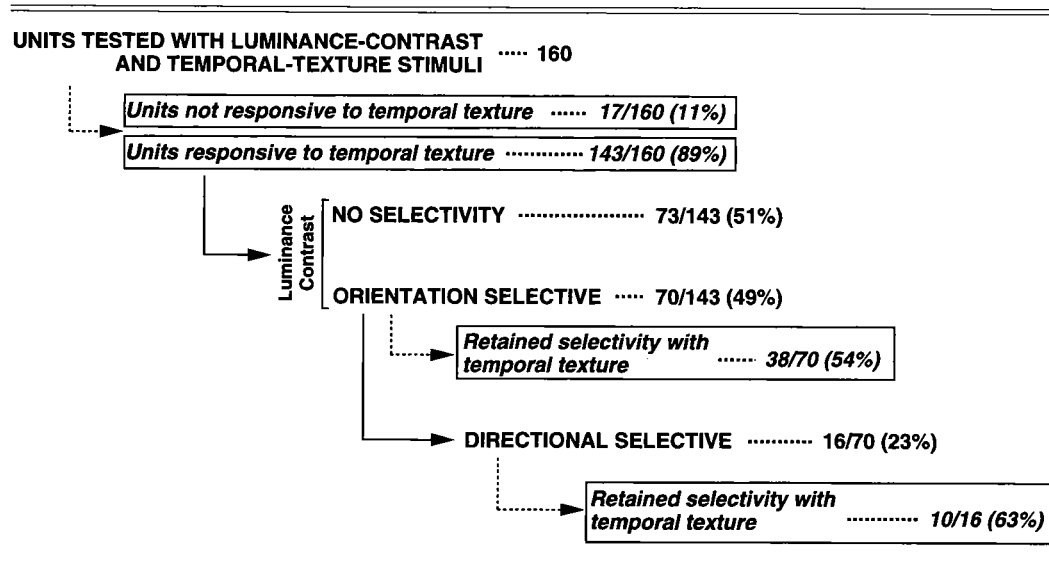 UNITS TESTED WITH LUMINANCE-CONTRAST
AND TEMPORAL-TEXTURE STIMULI ····· 160
Units not responsive to temporal texture ······ 17/160 (11%)
Units responsive to temporal texture ············ 143/160 (89%)
Luminance
Contrast
NO SELECTIVITY ···················· 73/143 (51%)
ORIENTATION SELECTIVE ····· 70/143 (49%)
Retained selectivity with
temporal texture ······ 38/70 (54%)
DIRECTIONAL SELECTIVE ·········· 16/70 (23%)
Retained selectivity with
temporal texture ············ 10/16 (63%)